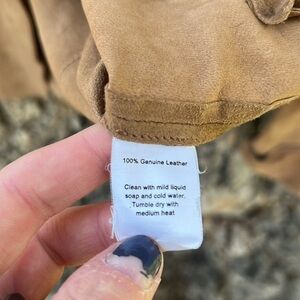 100% Genuine Leather
Clean with mild liquid
soap and cold water.
Tumble dry with
medium heat